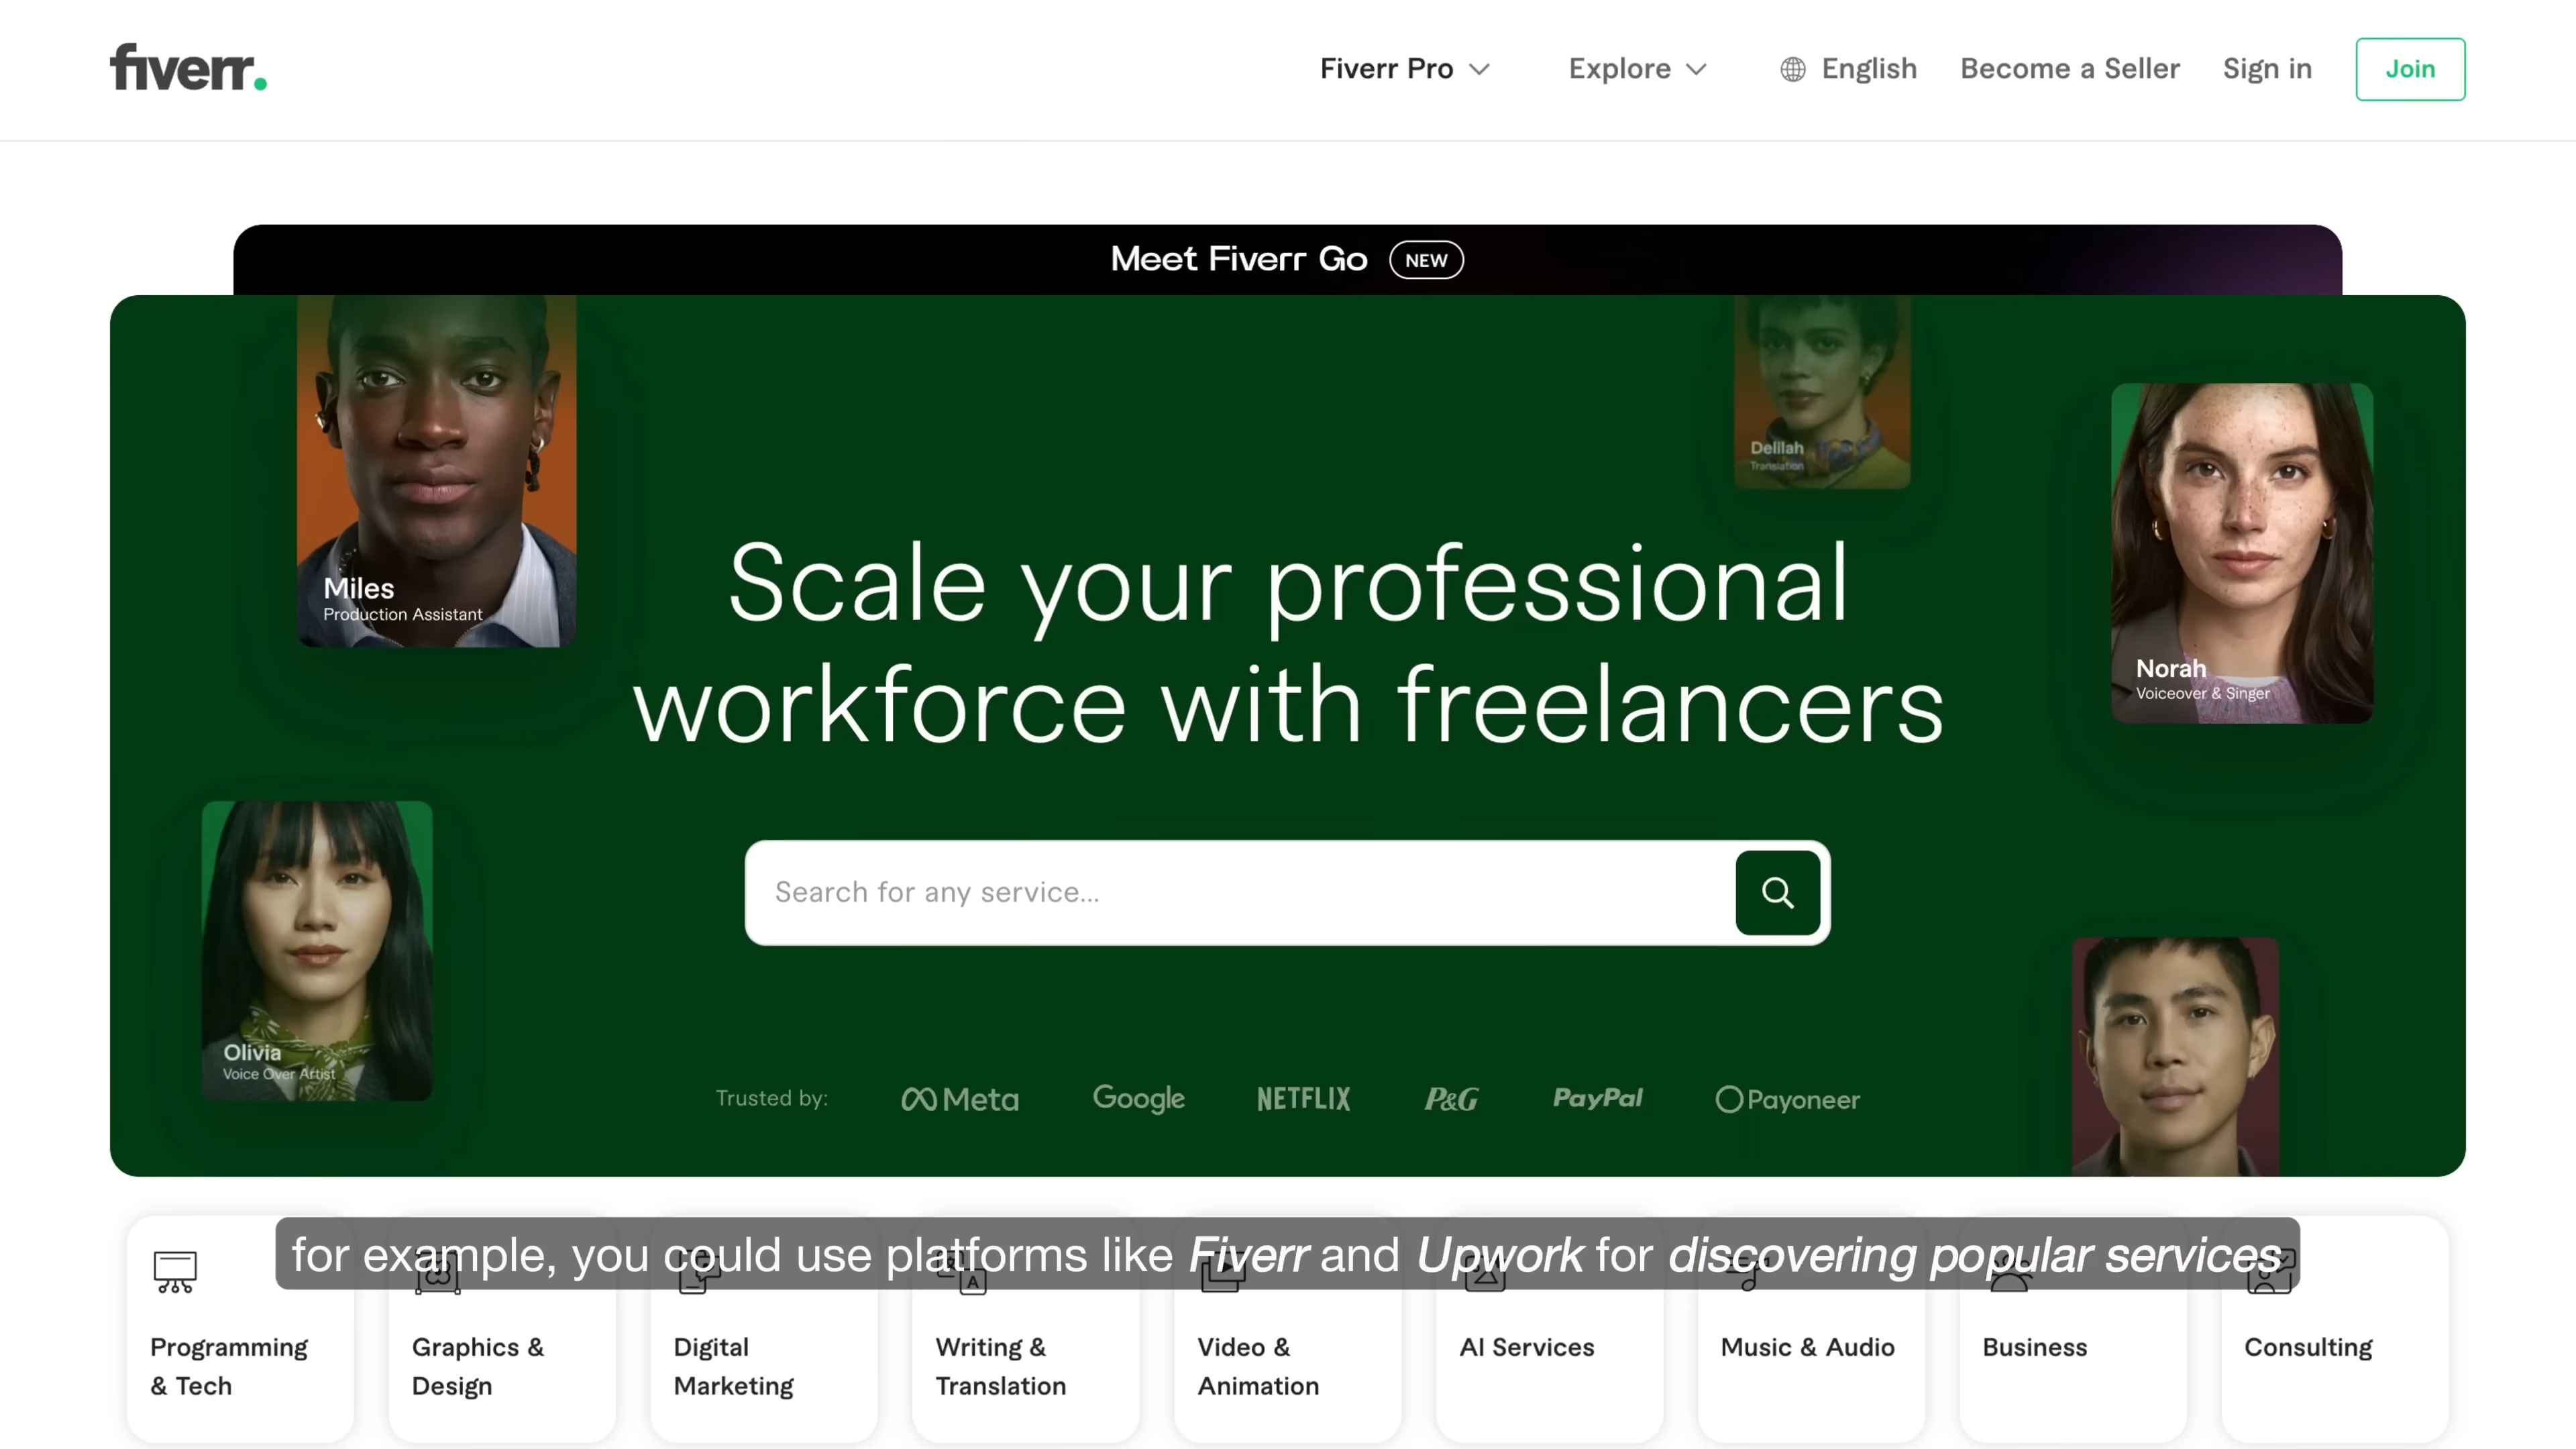 fiverr.
Fiverr Pro
Explore
English
Become a Seller
Sign in
Join
Meet Fiverr Go
NEW
Miles
Production Assistant
Delilah
Translation
Norah
Voiceover & Singer
Scale your professional
workforce with freelancers
Search for any service...
Olivia
Voice Over Artist
Trusted by:
Meta
Google
NETFLIX
P&G
PayPal
Payoneer
for example, you could use platforms like Fiverr and Upwork for discovering popular services
A
Programming
& Tech
Graphics &
Design
Digital
Marketing
Writing &
Translation
Video &
Animation
AI Services
Music & Audio
Business
Consulting